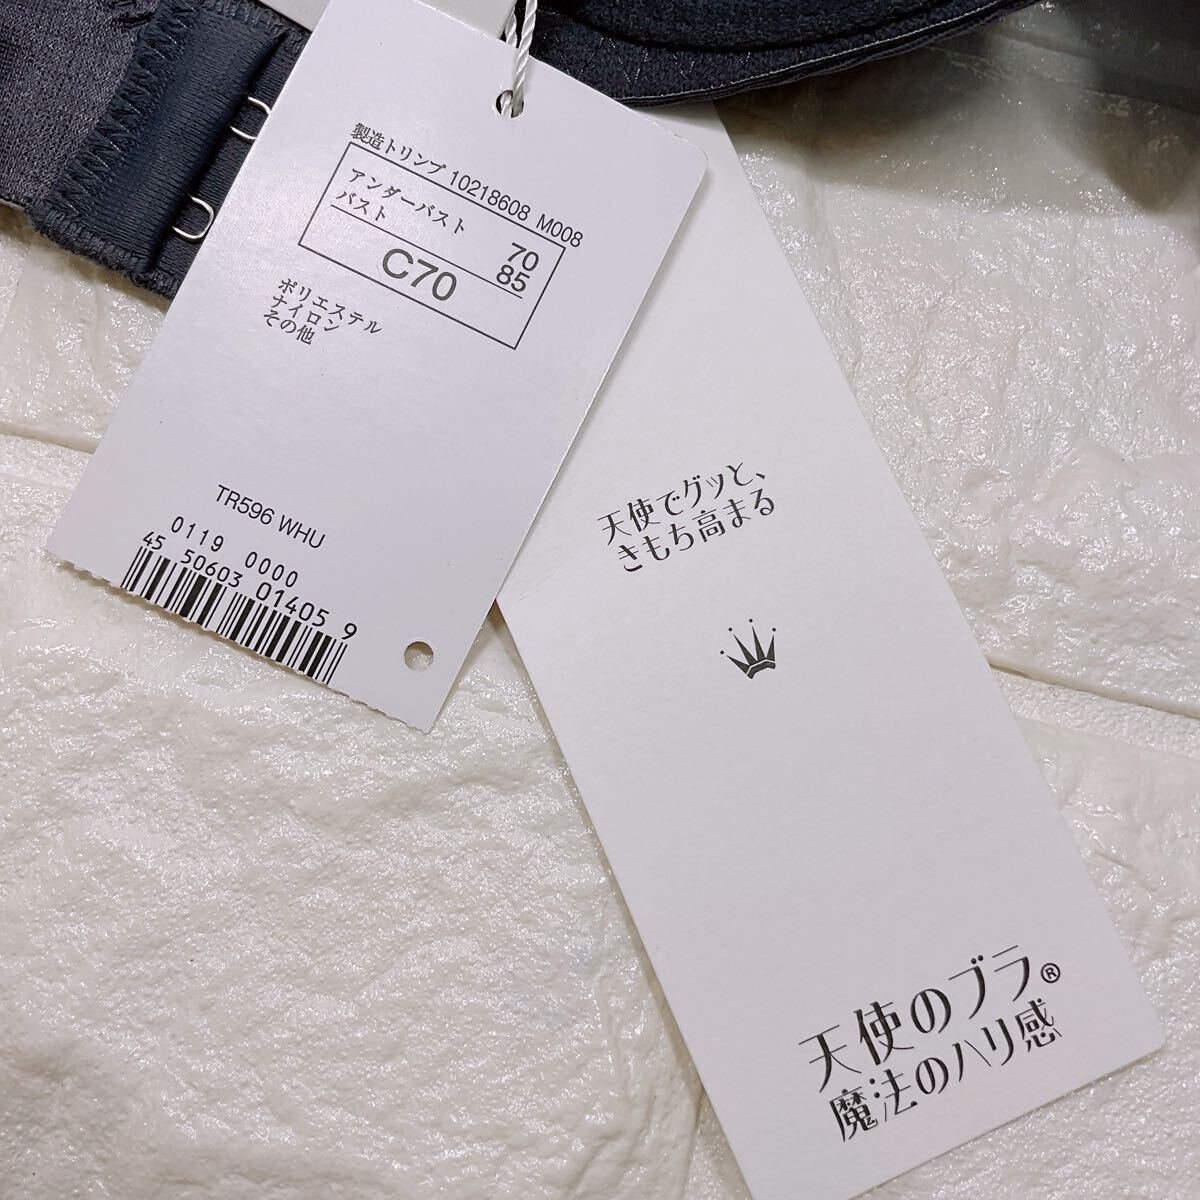 製造トリンプ 10218608 M008
アンダーバスト 70
バスト 85
C70
ポリエステル
ナイロン
その他
TR596 WHU
0119 0000
45 50603 01405 9
天使でグッと、
きもち高まる
天使のブラ®
魔法のハリ感